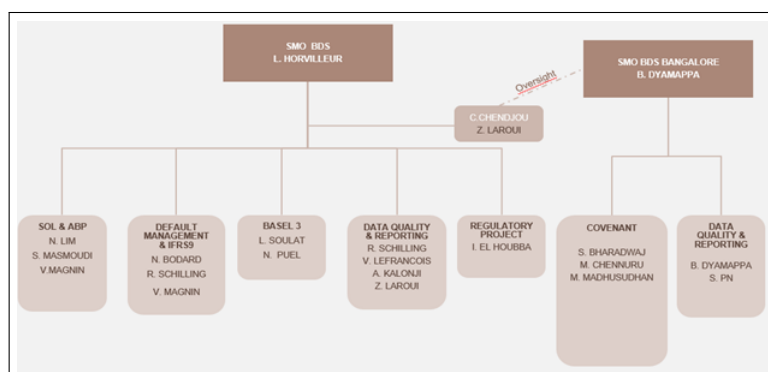 SMO BDS
L. HORVILLEUR
SMO BDS BANGALORE
B. DYAMAPPA
Oversight
C.CHENDJOU
Z. LAROUI
SOL & ABP
N. LIM
S. MASMOUDI
V.MAGNIN
DEFAULT
MANAGEMENT
& IFRS9
N. BODARD
R. SCHILLING
V. MAGNIN
BASEL 3
L. SOULAT
N. PUEL
DATA QUALITY
& REPORTING
R. SCHILLING
V. LEFRANCOIS
A. KALONJI
Z. LAROUI
REGULATORY
PROJECT
I. EL HOUBBA
COVENANT
S. BHARADWAJ
M. CHENNURU
M. MADHUSUDHAN
DATA
QUALITY &
REPORTING
B. DYAMAPPA
S. PN